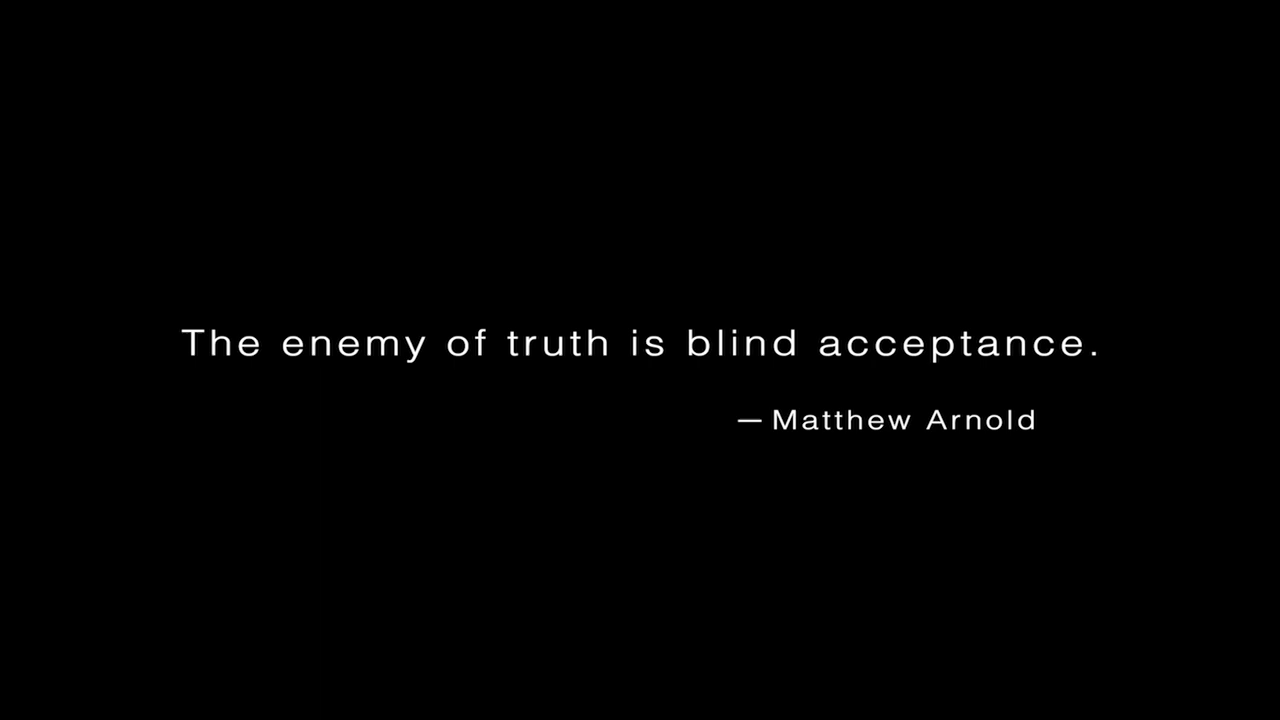 The enemy of truth is blind acceptance.
— Matthew Arnold